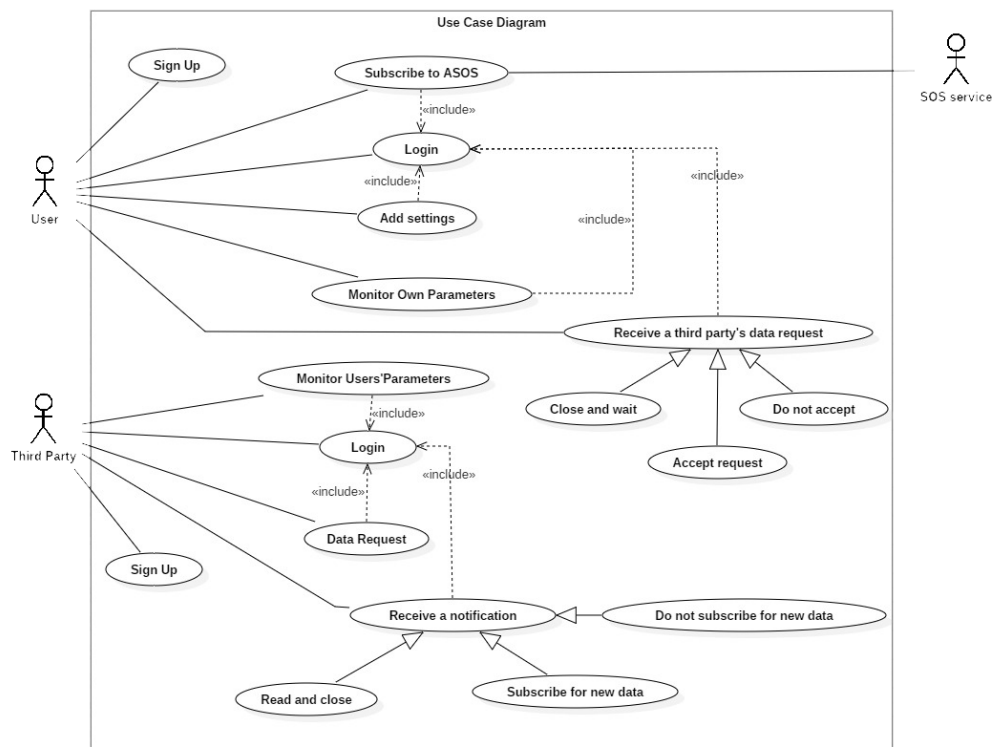 Use Case Diagram
Sign Up
Subscribe to ASOS
SOS service
«include»
Login
«include»
«include»
User
Add settings
«include»
Monitor Own Parameters
Receive a third party's data request
Monitor Users'Parameters
Close and wait
Do not accept
«include»
Third Party
Login
Accept request
«include»
«include»
Data Request
Sign Up
Receive a notification
Do not subscribe for new data
Read and close
Subscribe for new data